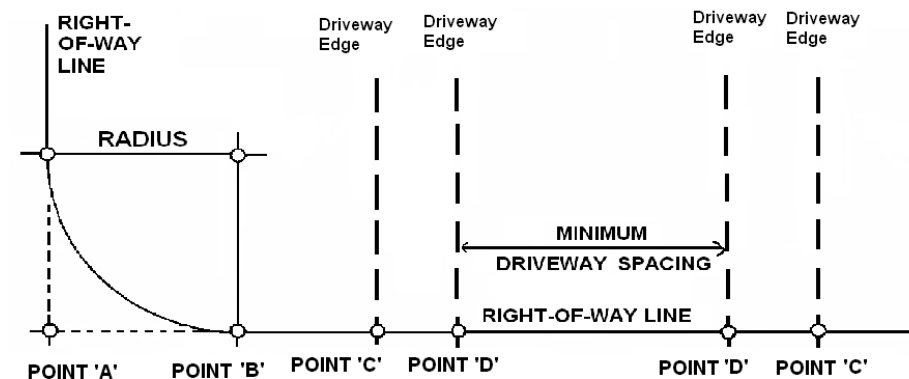 RIGHT-
OF-WAY
LINE
Driveway
Edge
Driveway
Edge
Driveway
Edge
Driveway
Edge
RADIUS
MINIMUM
DRIVEWAY SPACING
RIGHT-OF-WAY LINE
POINT 'A'
POINT 'B'
POINT 'C'
POINT 'D'
POINT 'D'
POINT 'C'